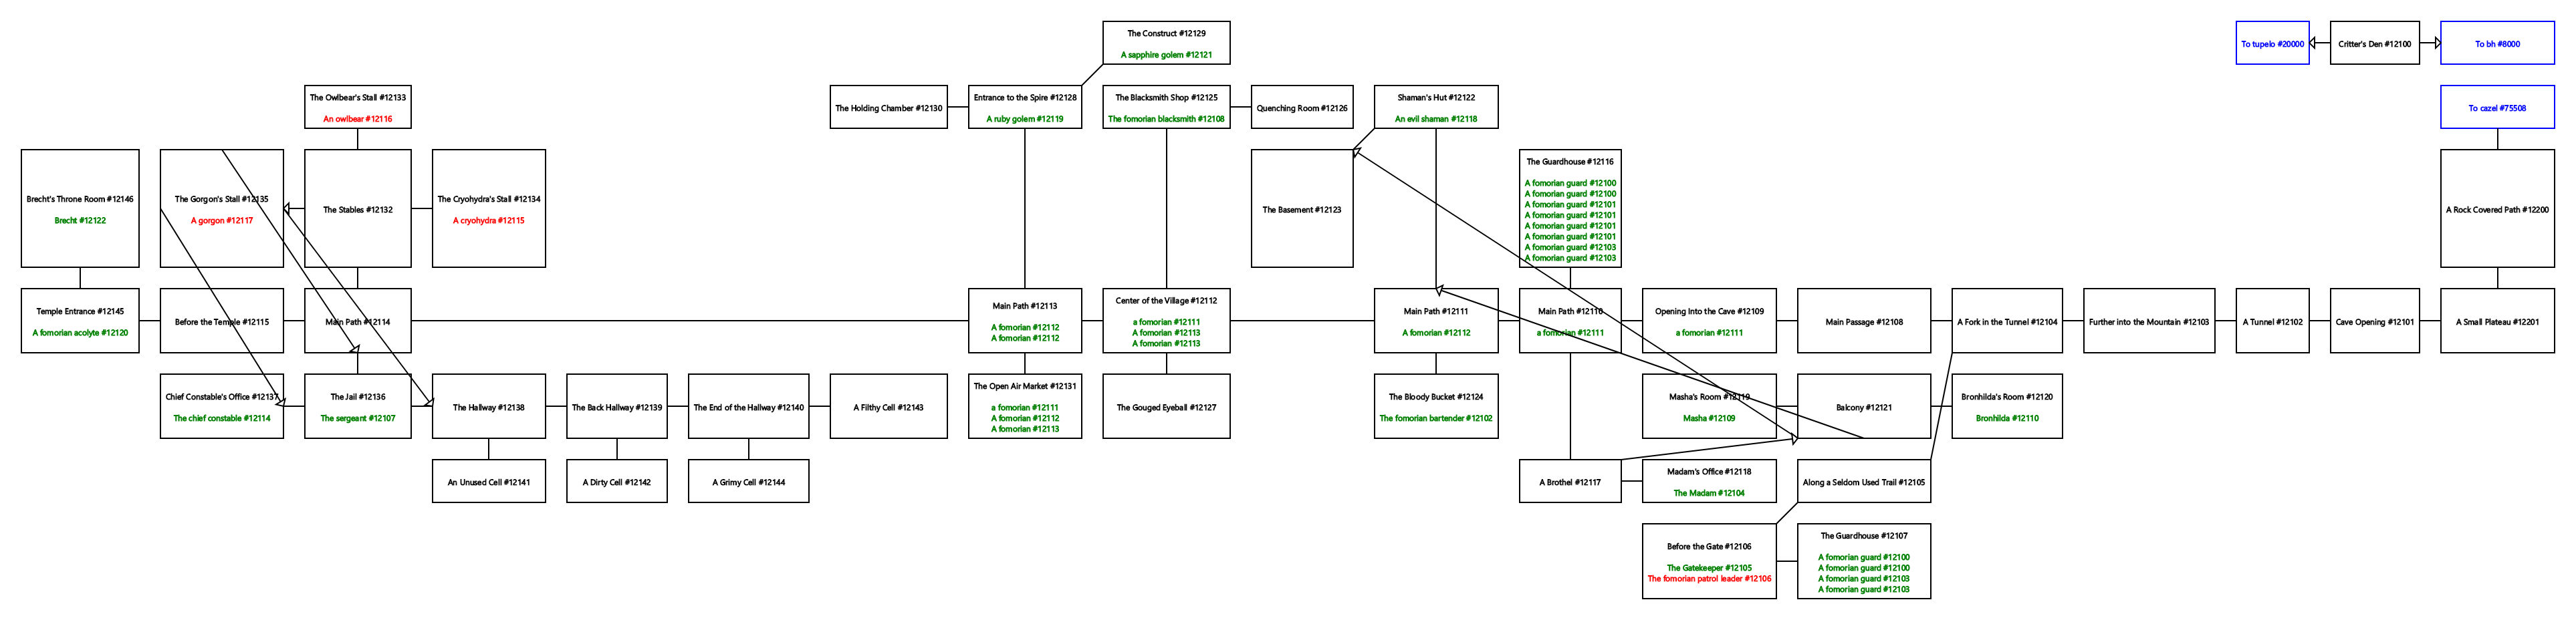 The Construct #12129
A sapphire golem #12121
To tupelo #20000
Critter's Den #12100
To bh #8000
The Owlbear's Stall #12133
An owlbear #12116
The Holding Chamber #12130
Entrance to the Spire #12128
A ruby golem #12119
The Blacksmith Shop #12125
The fomorian blacksmith #12108
Quenching Room #12126
Shaman's Hut #12122
An evil shaman #12118
To cazel #75508
Brecht's Throne Room #12146
Brecht #12122
The Gorgon's Stall #12135
A gorgon #12117
The Stables #12132
The Cryohydra's Stall #12134
A cryohydra #12115
The Basement #12123
The Guardhouse #12116
A fomorian guard #12100
A fomorian guard #12100
A fomorian guard #12101
A fomorian guard #12101
A fomorian guard #12101
A fomorian guard #12101
A fomorian guard #12103
A fomorian guard #12103
A Rock Covered Path #12200
Temple Entrance #12145
A fomorian acolyte #12120
Before the Temple #12115
Main Path #12114
Main Path #12113
A fomorian #12112
A fomorian #12112
Center of the Village #12112
a fomorian #12111
A fomorian #12113
A fomorian #12113
Main Path #12111
A fomorian #12112
Main Path #12110
a fomorian #12111
Opening Into the Cave #12109
a fomorian #12111
Main Passage #12108
A Fork in the Tunnel #12104
Further into the Mountain #12103
A Tunnel #12102
Cave Opening #12101
A Small Plateau #12201
Chief Constable's Office #12137
The chief constable #12114
The Jail #12136
The sergeant #12107
The Hallway #12138
The Back Hallway #12139
The End of the Hallway #12140
A Filthy Cell #12143
The Open Air Market #12131
a fomorian #12111
A fomorian #12112
A fomorian #12113
The Gouged Eyeball #12127
The Bloody Bucket #12124
The fomorian bartender #12102
Masha's Room #12119
Masha #12109
Balcony #12121
Bronhilda's Room #12120
Bronhilda #12110
An Unused Cell #12141
A Dirty Cell #12142
A Grimy Cell #12144
A Brothel #12117
Madam's Office #12118
The Madam #12104
Along a Seldom Used Trail #12105
Before the Gate #12106
The Gatekeeper #12105
The fomorian patrol leader #12106
The Guardhouse #12107
A fomorian guard #12100
A fomorian guard #12100
A fomorian guard #12103
A fomorian guard #12103